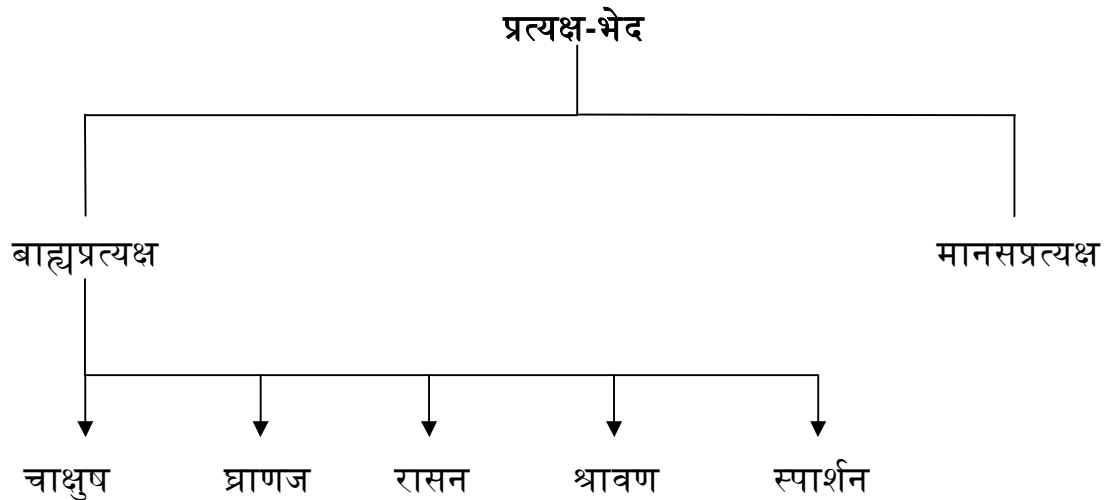 प्रत्यक्ष-भेद
बाह्यप्रत्यक्ष मानसप्रत्यक्ष
चाक्षुष घ्राणज रासन श्रावण स्पार्शन